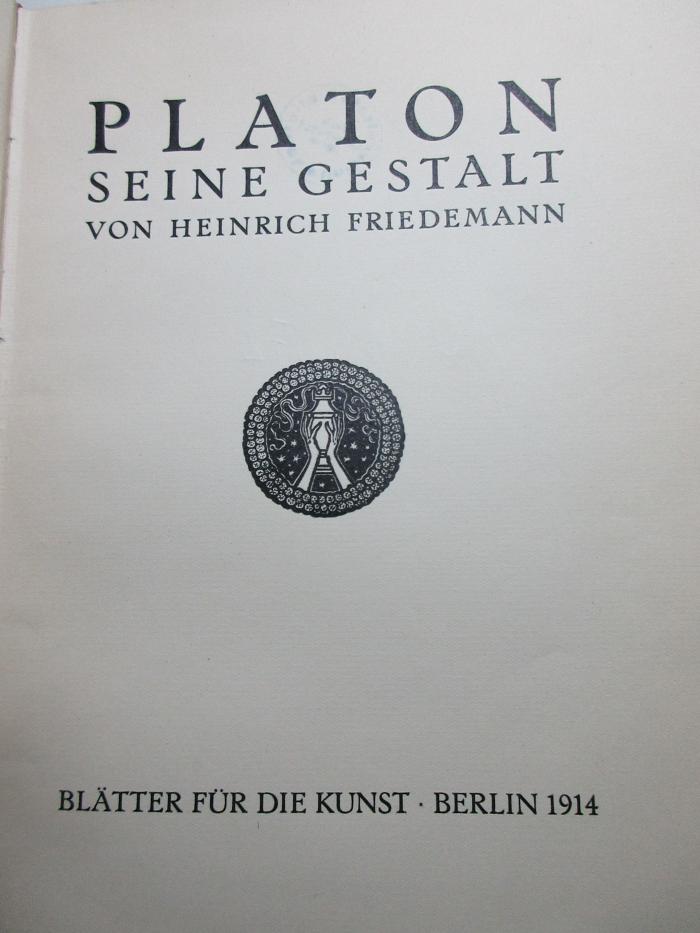 PLATON
SEINE GESTALT
VON HEINRICH FRIEDEMANN
BLÄTTER FÜR DIE KUNST · BERLIN 1914